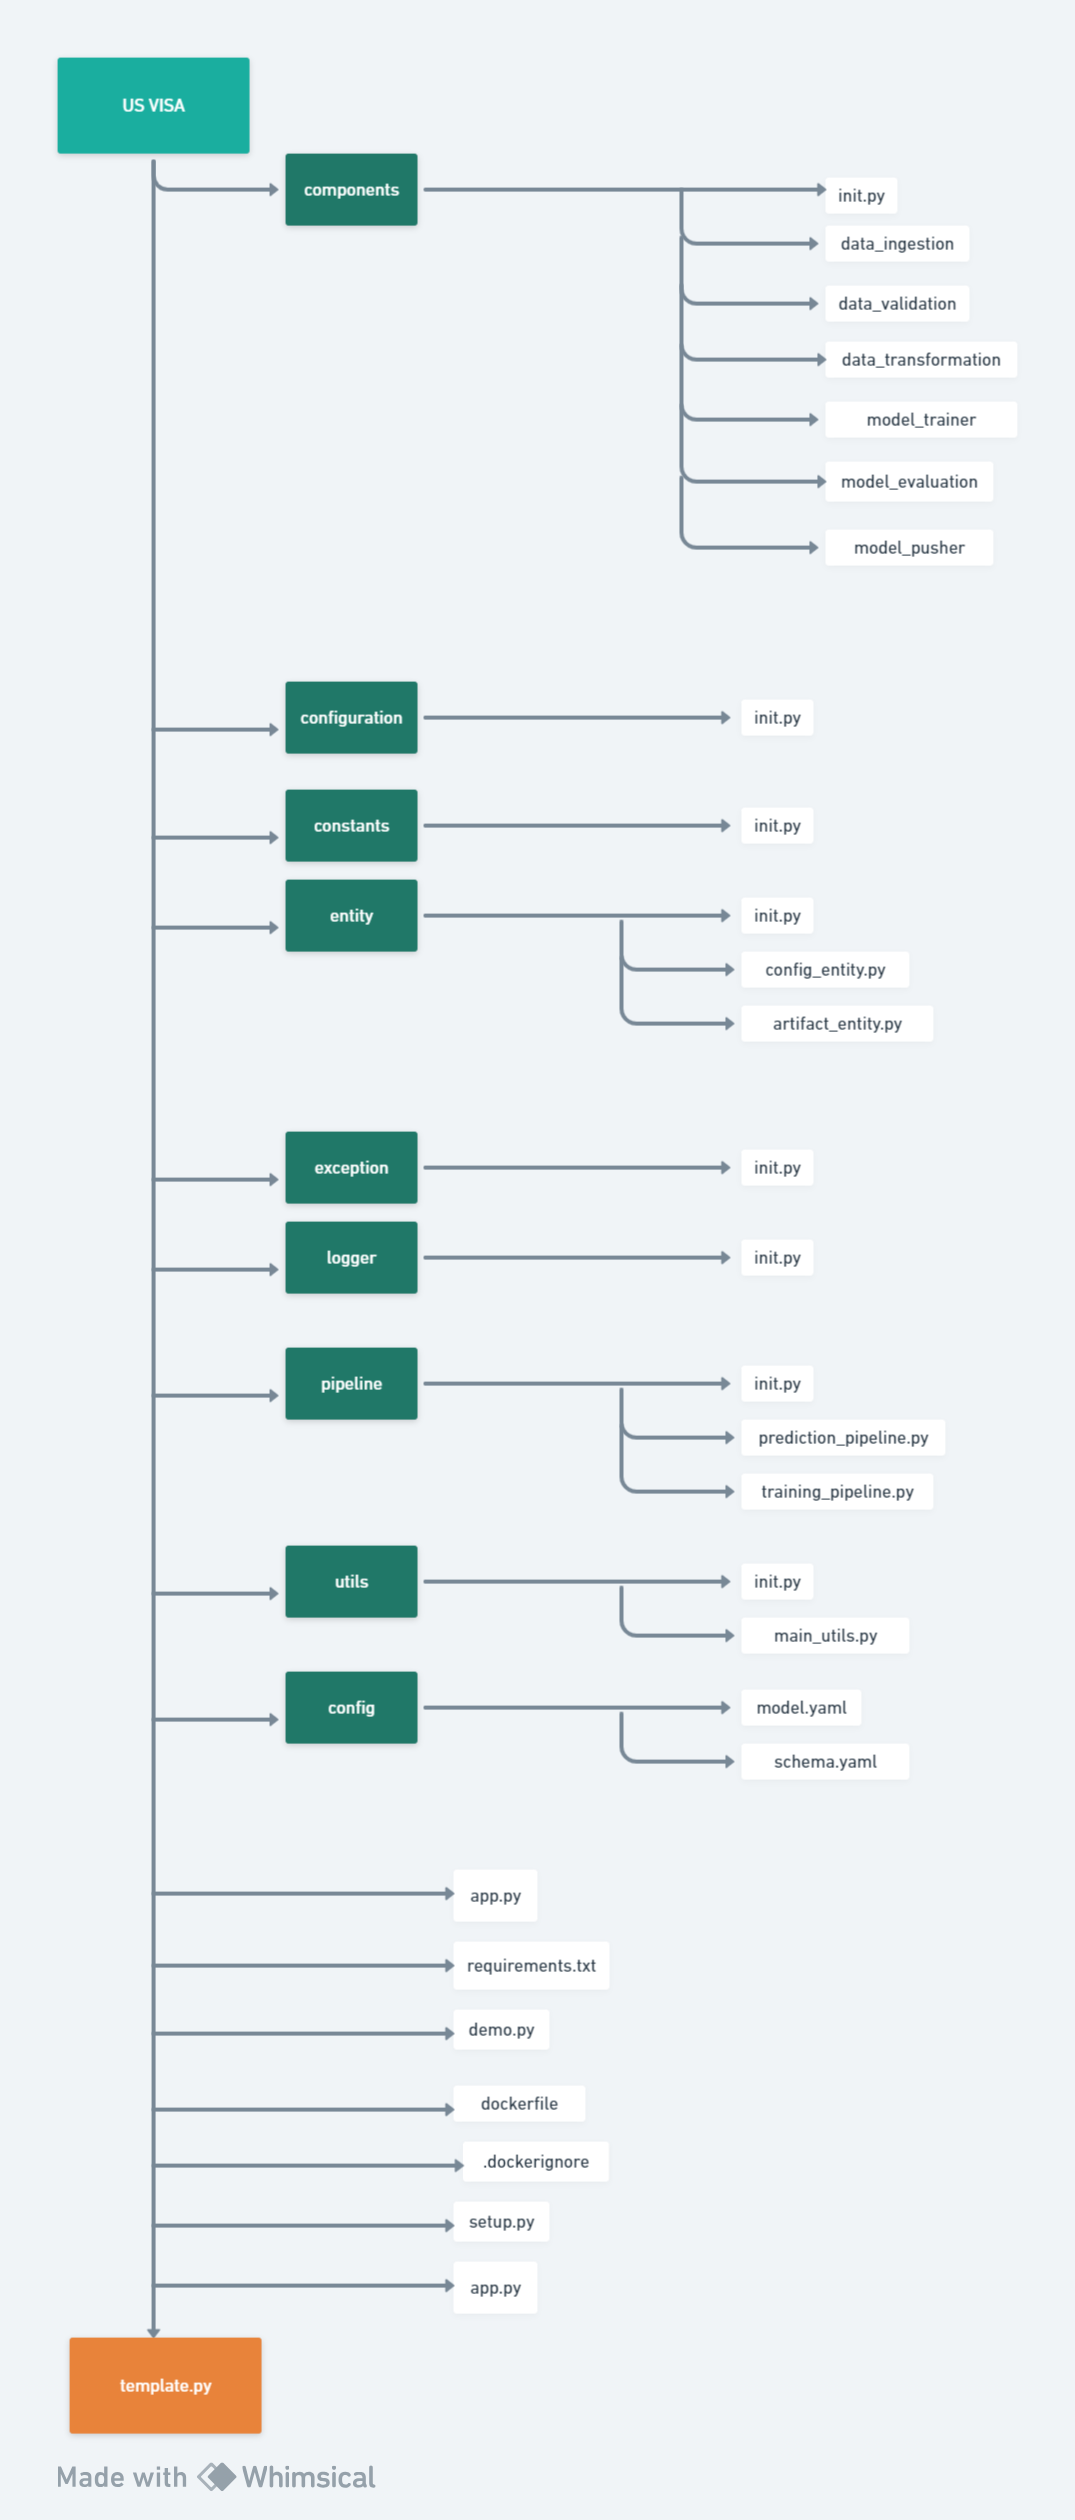 US VISA
components
init.py
data_ingestion
data_validation
data_transformation
model_trainer
model_evaluation
model_pusher
configuration
init.py
constants
init.py
entity
init.py
config_entity.py
artifact_entity.py
exception
init.py
logger
init.py
pipeline
init.py
prediction_pipeline.py
training_pipeline.py
utils
init.py
main_utils.py
config
model.yaml
schema.yaml
app.py
requirements.txt
demo.py
dockerfile
.dockerignore
setup.py
app.py
template.py
Made with Whimsical